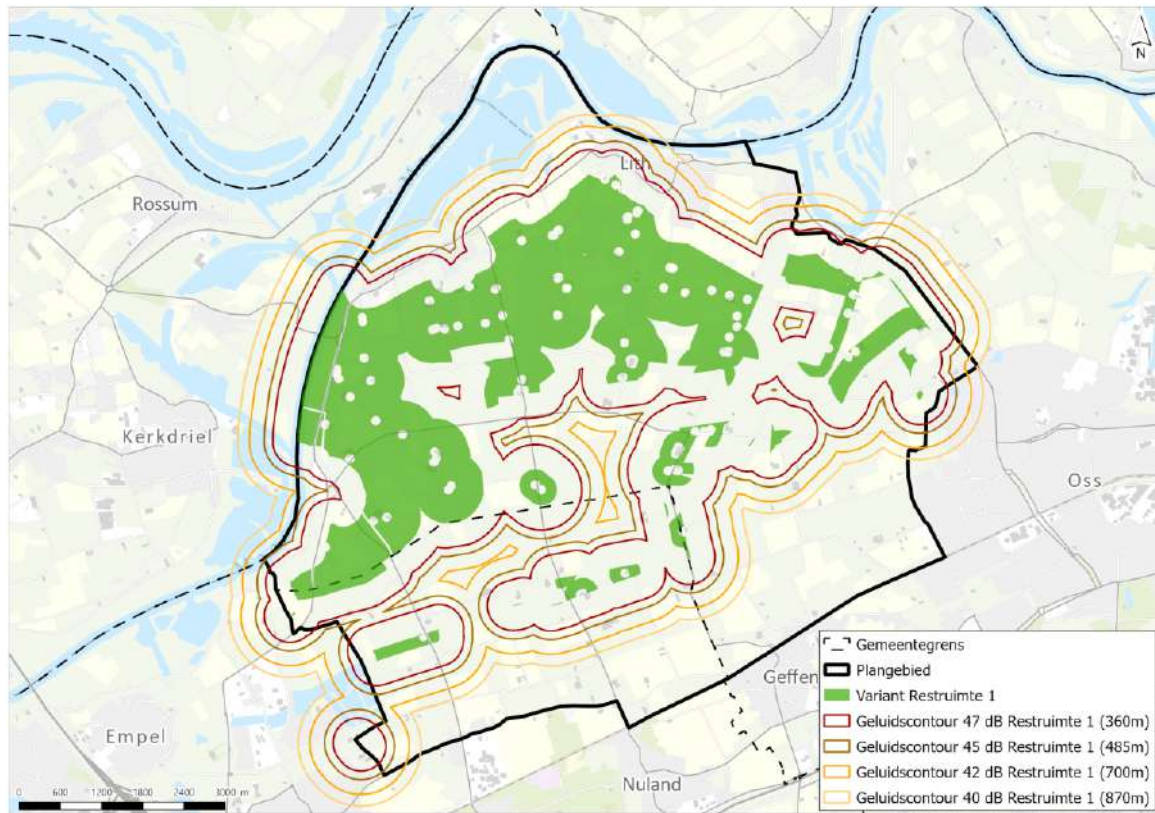 N
Lith
Rossum
Kerkdriel
Oss
Geffen
Empel
Nuland
0 600 1200 1800 2400 3000 m
Gemeentegrens
Plangebied
Variant Restruimte 1
Geluidscontour 47 dB Restruimte 1 (360m)
Geluidscontour 45 dB Restruimte 1 (485m)
Geluidscontour 42 dB Restruimte 1 (700m)
Geluidscontour 40 dB Restruimte 1 (870m)